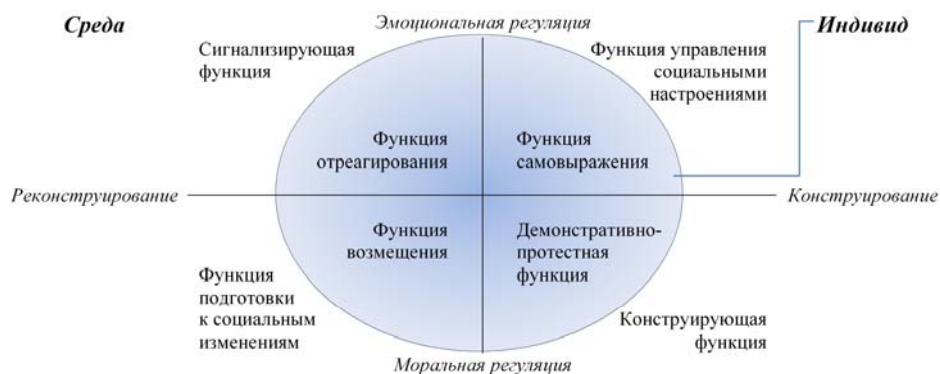 Среда
Эмоциональная регуляция
Индивид
Сигнализирующая
функция
Функция управления
социальными
настроениями
Функция
отреагирования
Функция
самовыражения
Реконструирование
Конструирование
Функция
возмещения
Демонстративно-
протестная
функция
Функция
подготовки
к социальным
изменениям
Конструирующая
функция
Моральная регуляция